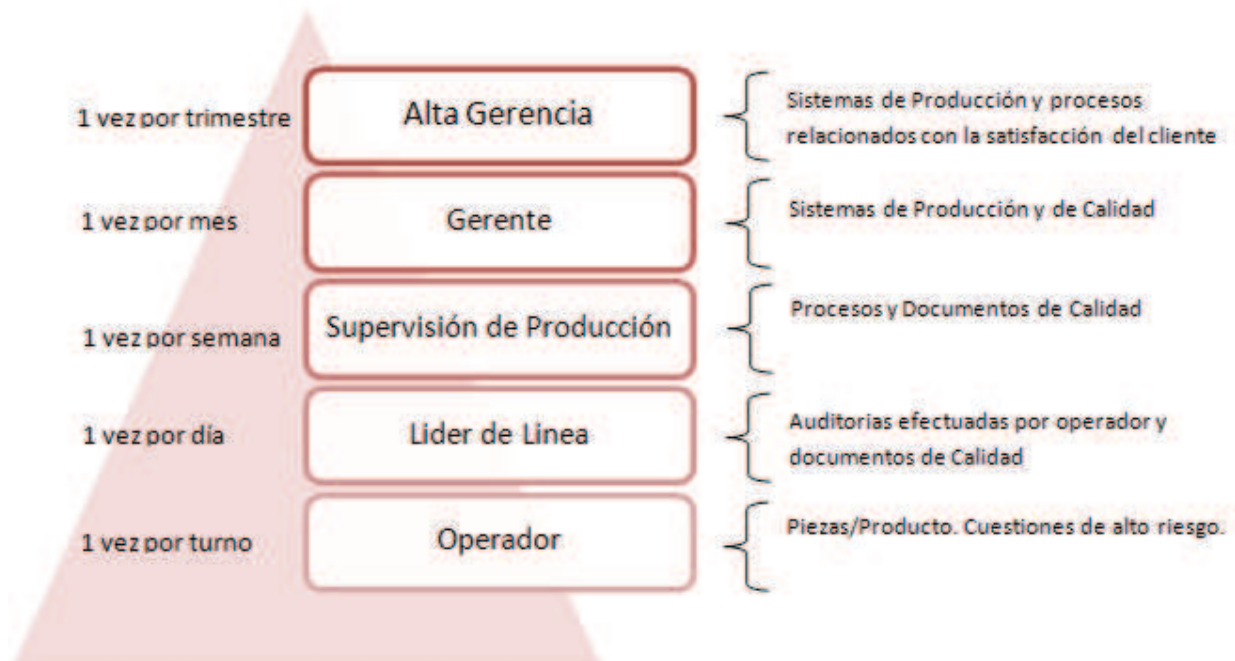 1 vez por trimestre
Alta Gerencia
Sistemas de Producción y procesos
relacionados con la satisfacción del cliente
1 vez por mes
Gerente
Sistemas de Producción y de Calidad
1 vez por semana
Supervisión de Producción
Procesos y Documentos de Calidad
1 vez por día
Lider de Linea
Auditorias efectuadas por operador y
documentos de Calidad
1 vez por turno
Operador
Piezas/Producto. Cuestiones de alto riesgo.